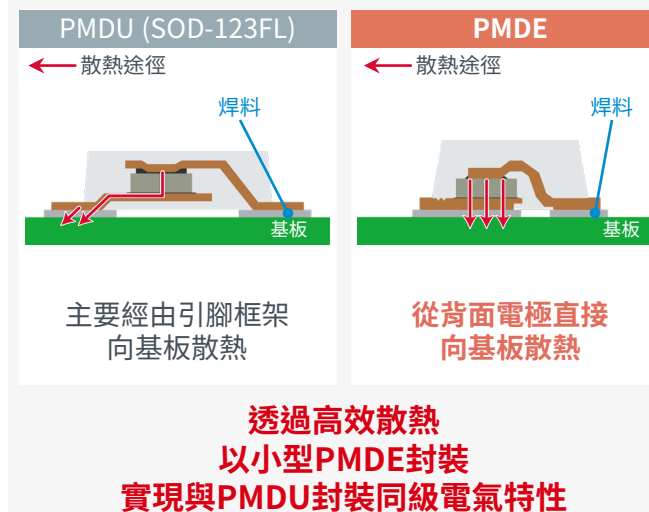 PMDU (SOD-123FL)
散熱途徑
焊料
基板
主要經由引腳框架
向基板散熱
PMDE
散熱途徑
焊料
基板
從背面電極直接
向基板散熱
透過高效散熱
以小型PMDE封裝
實現與PMDU封裝同級電氣特性